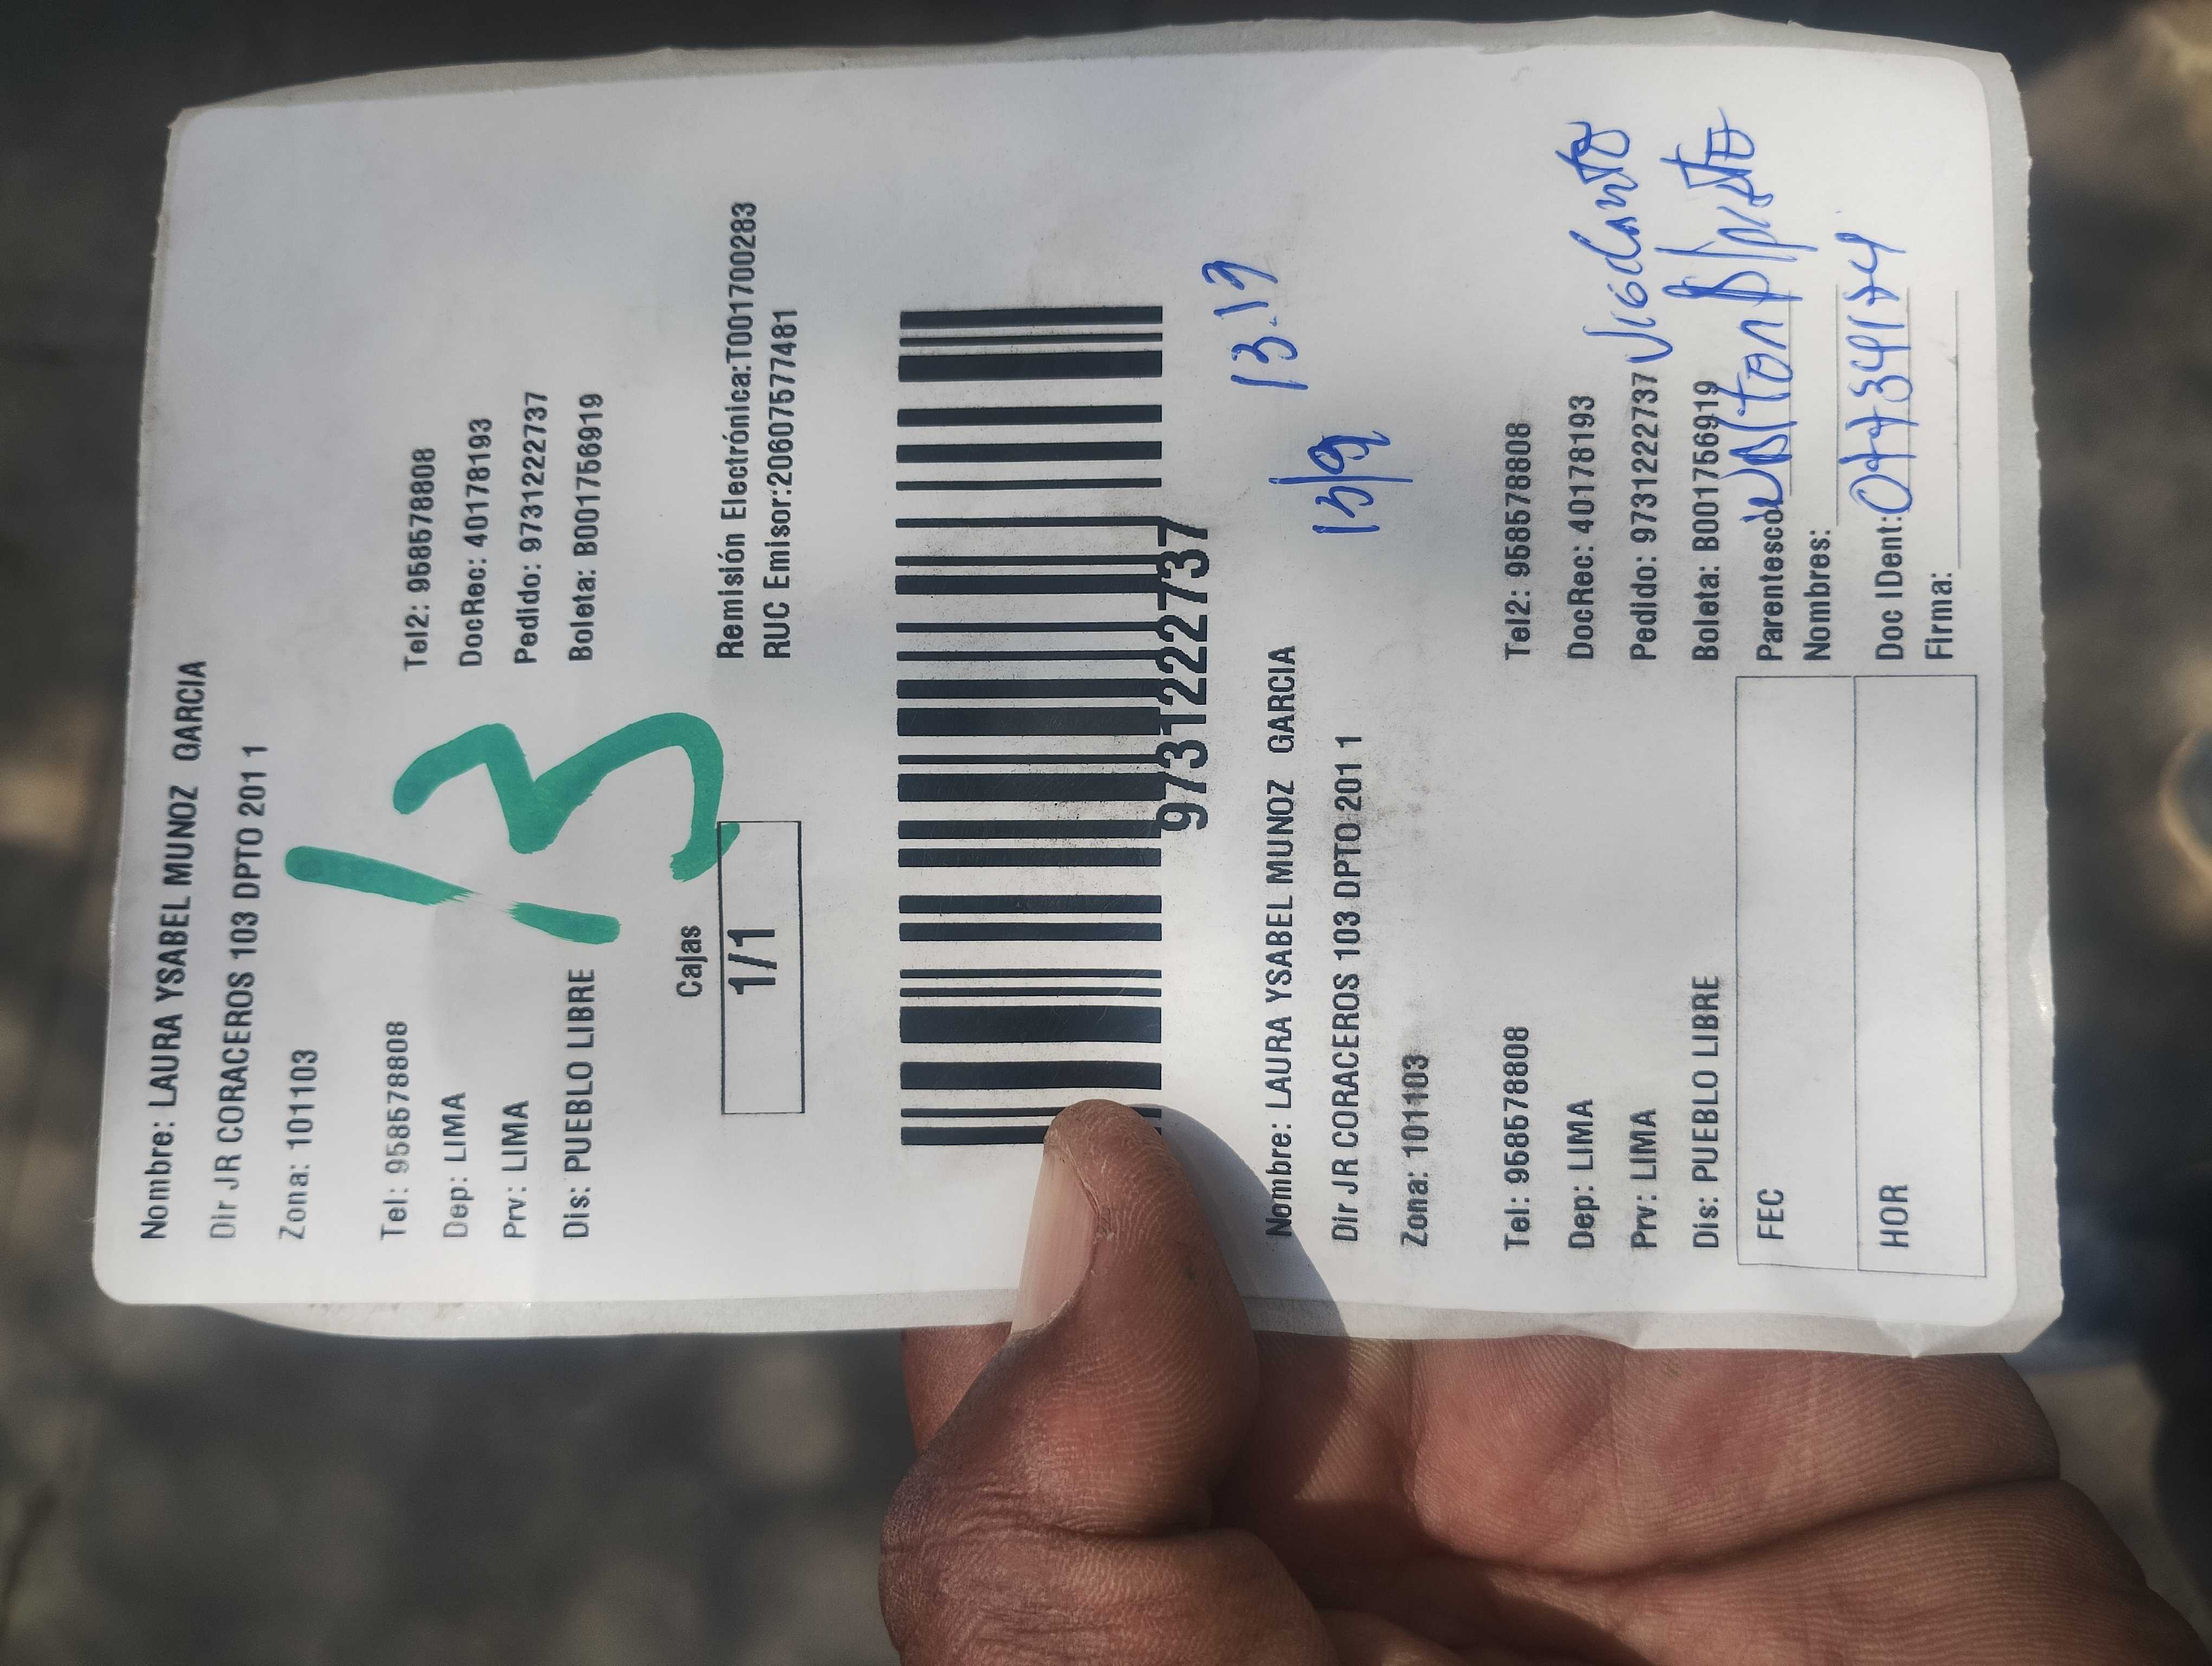 Nombre: LAURA YSABEL MUNOZ GARCIA
Dir JR CORACEROS 103 DPTO 201 1
Zona: 101103
13
Tel: 958578808 Tel2: 958578808
Dep: LIMA DocRec: 40178193
Prv: LIMA Pedido: 9731222737
Dis: PUEBLO LIBRE Boleta: B001756919
Cajas
1/1
Remisión Electrónica:T001700283
RUC Emisor:20607577481
9731222737
13/9 13:19
Nombre: LAURA YSABEL MUNOZ GARCIA
Dir JR CORACEROS 103 DPTO 201 1
Zona: 101103
Tel: 958578808 Tel2: 958578808
Dep: LIMA DocRec: 40178193
Prv: LIMA Pedido: 9731222737
Dis: PUEBLO LIBRE Boleta: B001756919
FEC
HOR
Parentesco
Nombres:
Doc IDent:
Firma: